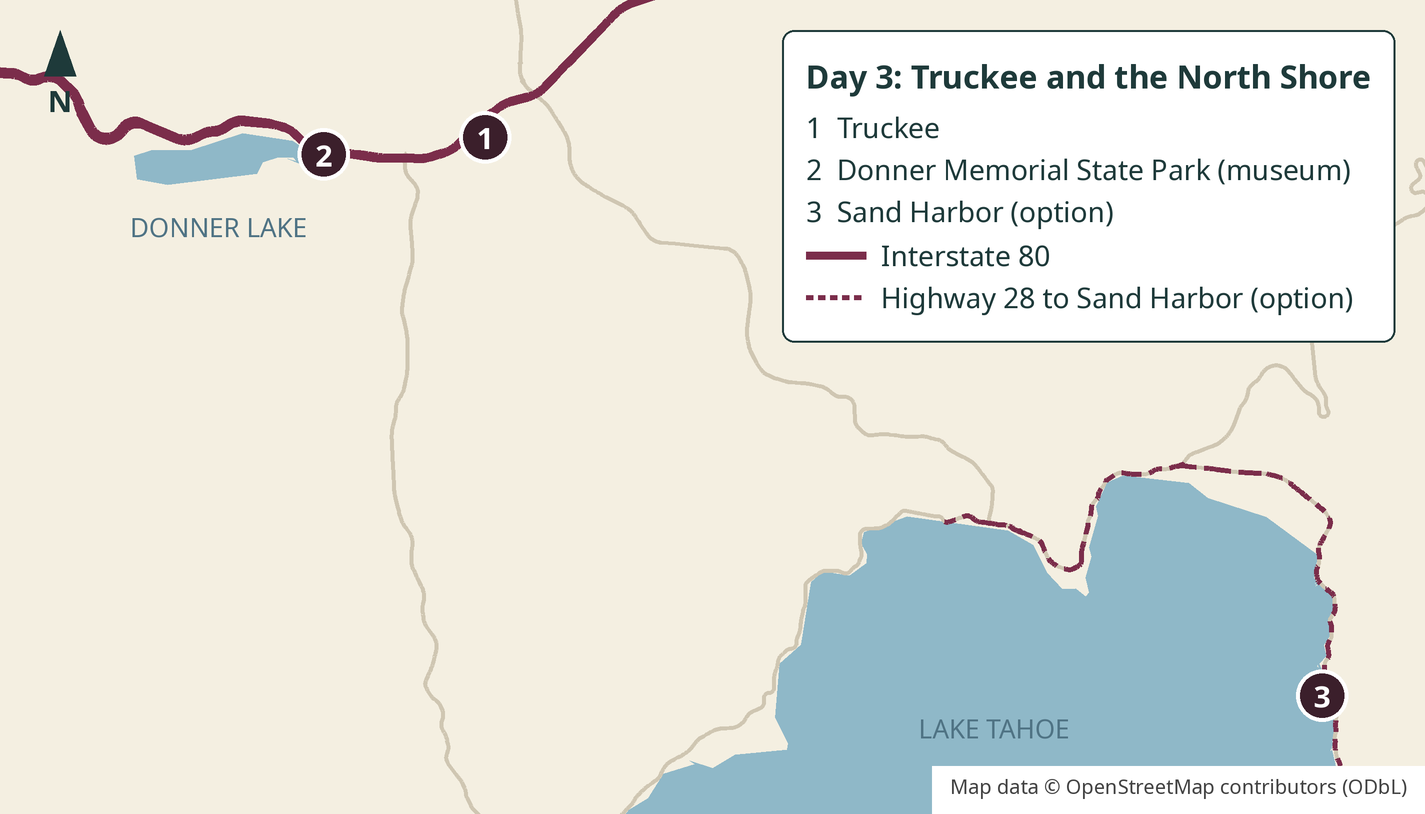 N
Day 3: Truckee and the North Shore
1 Truckee
2 Donner Memorial State Park (museum)
3 Sand Harbor (option)
Interstate 80
Highway 28 to Sand Harbor (option)
1
2
DONNER LAKE
3
LAKE TAHOE
Map data © OpenStreetMap contributors (ODbL)